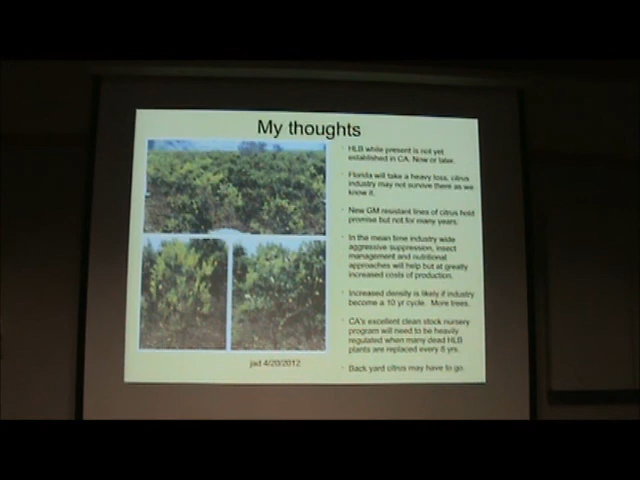 My thoughts
HLB while present is not yet
established in CA. Now or later.
Florida will take a heavy loss, citrus
industry may not survive there as we
know it.
New GM resistant lines of citrus hold
promise but not for many years.
In the mean time industry wide
aggressive suppression, insect
management and nutritional
approaches will help but at greatly
increased costs of production.
Increased density is likely if industry
become a 10 yr cycle. More trees.
CA's excellent clean stock nursery
program will need to be heavily
regulated when many dead HLB
plants are replaced every 8 yrs.
Back yard citrus may have to go.
jad 4/20/2012